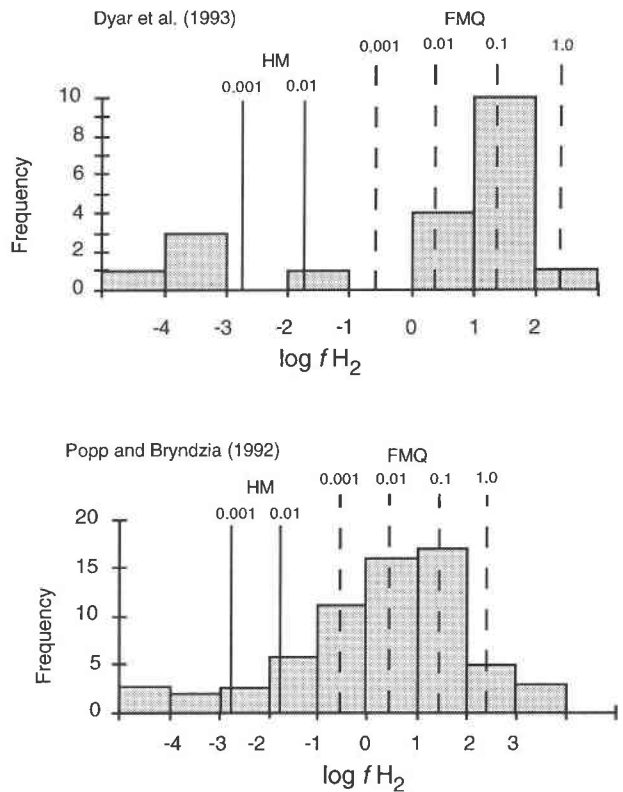 Dyar et al. (1993)
FMQ
0.001 0.01 0.1 1.0
HM
0.001 0.01
10
8
6
4
2
0
Frequency
-4 -3 -2 -1 0 1 2
log f H2
Popp and Bryndzia (1992)
FMQ
0.001 0.01 0.1 1.0
HM
0.001 0.01
20
15
10
5
0
Frequency
-4 -3 -2 -1 0 1 2 3
log f H2